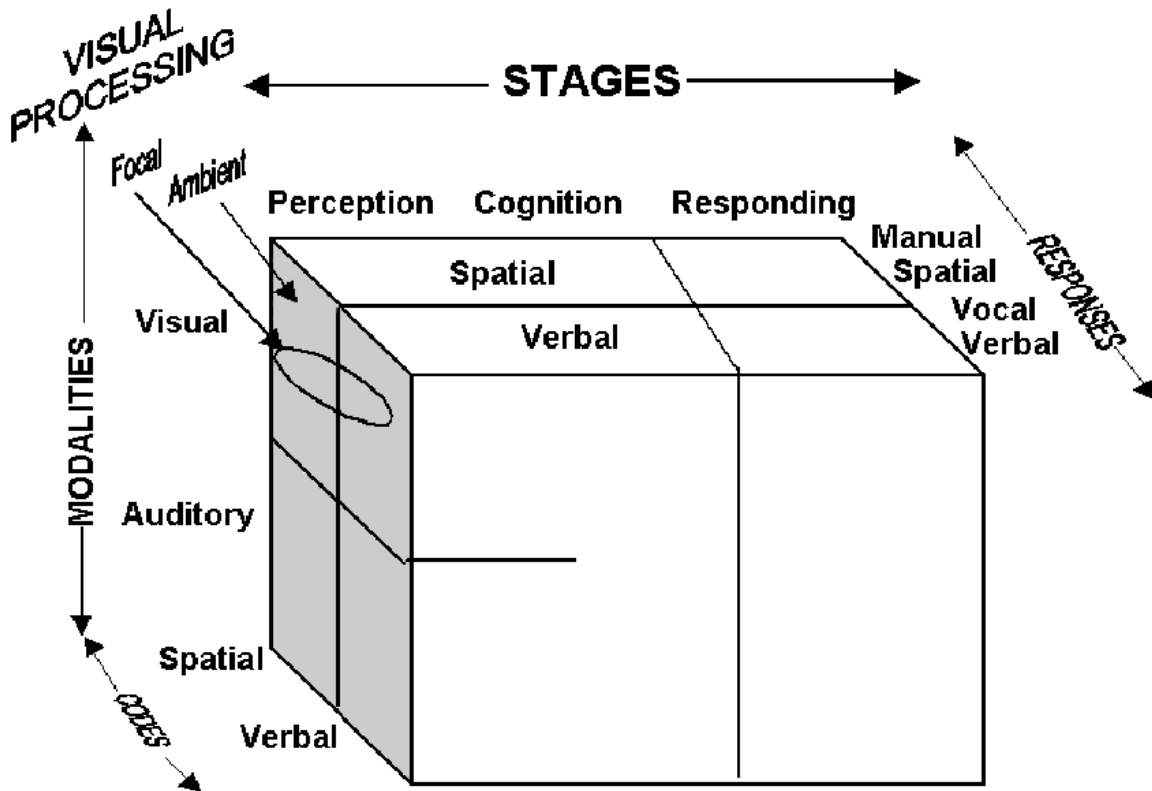 VISUAL
PROCESSING
STAGES
Focal
Ambient
Perception Cognition Responding
Manual
Spatial
Vocal
Verbal
RESPONSES
Spatial
Verbal
Visual
MODALITIES
Auditory
Spatial
Verbal
CODES